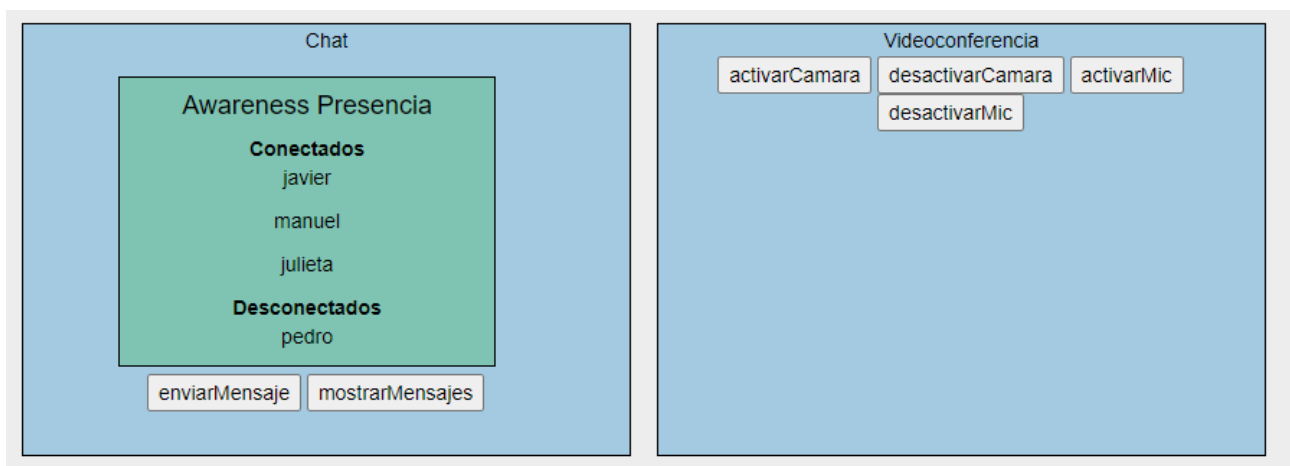 Chat
Awareness Presencia
Conectados
javier
manuel
julieta
Desconectados
pedro
enviarMensaje mostrarMensajes
Videoconferencia
activarCamara desactivarCamara activarMic
desactivarMic